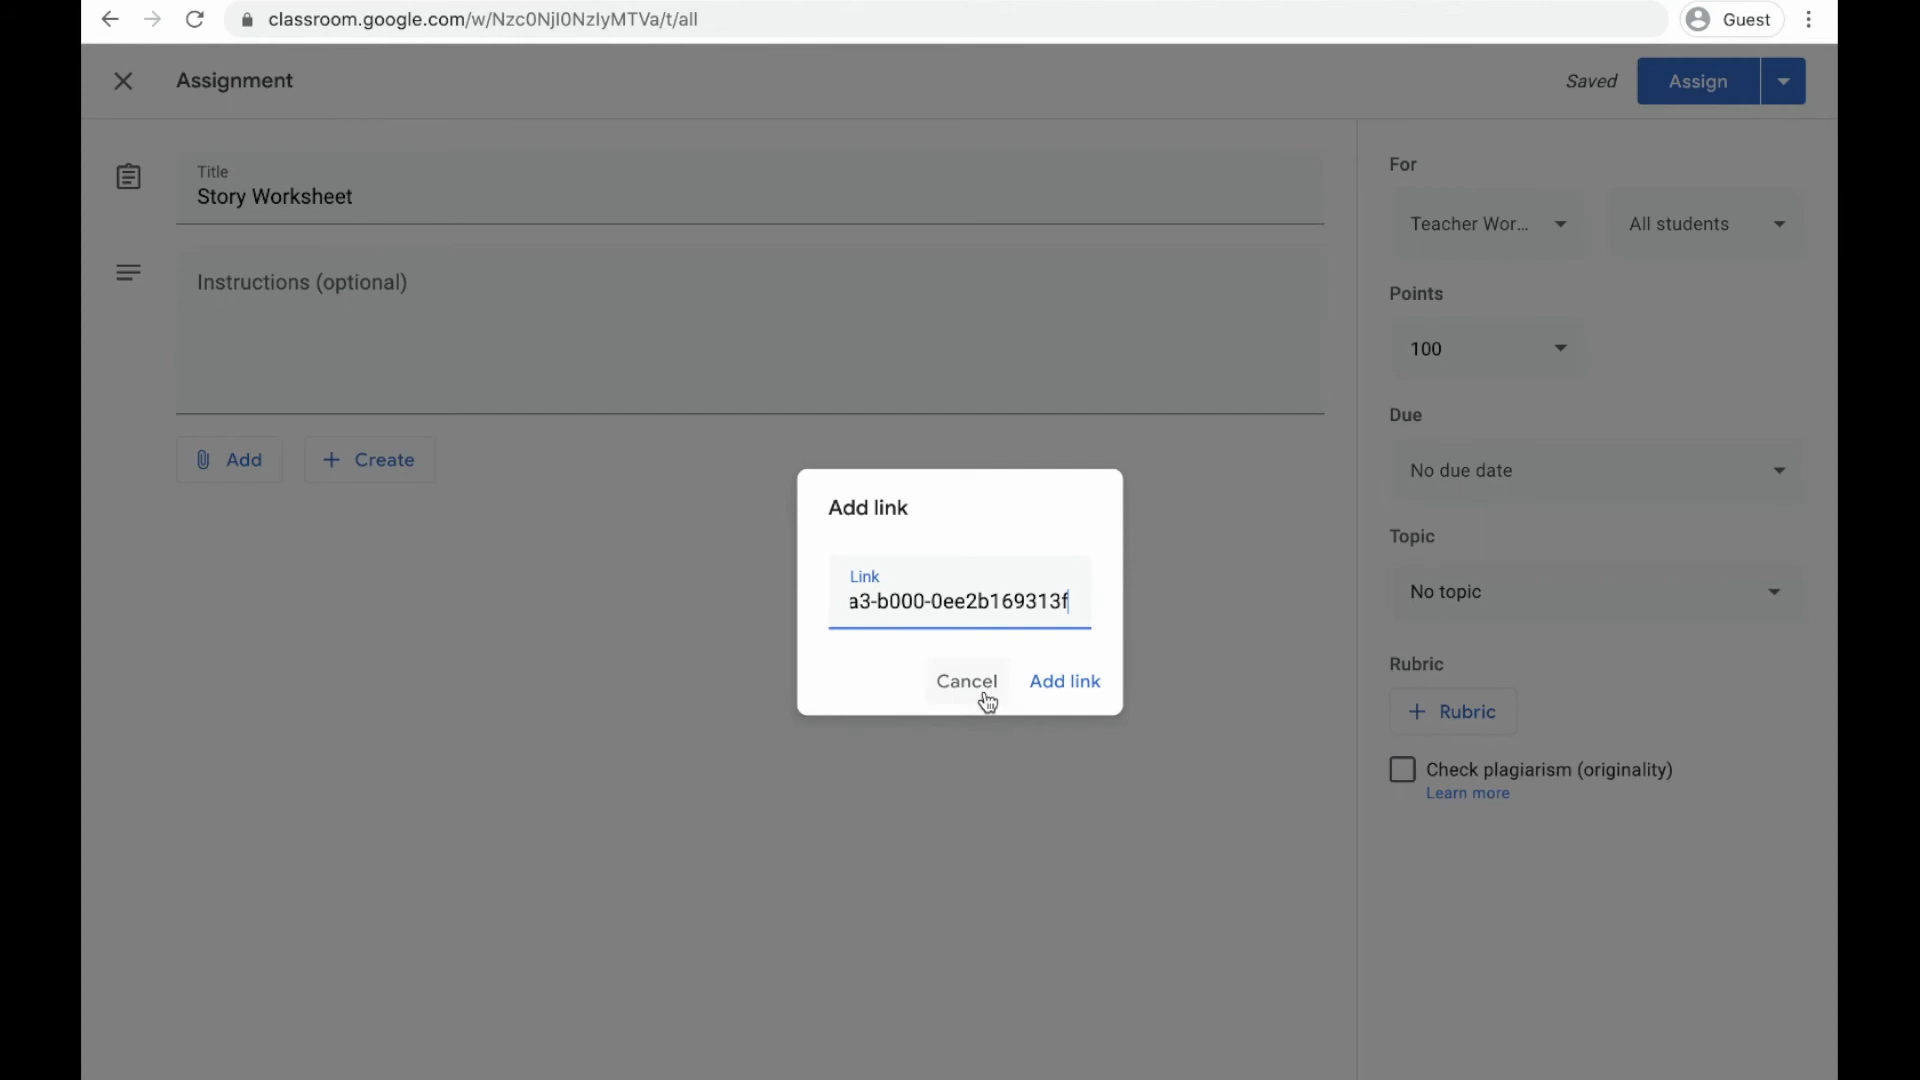 classroom.google.com/w/Nzc0NjI0NzIyMTVa/t/all
Guest
Assignment
Saved
Assign
Title
Story Worksheet
Instructions (optional)
Add
Create
For
Teacher Wor...
All students
Points
100
Due
No due date
Topic
No topic
Rubric
Rubric
Check plagiarism (originality)
Learn more
Add link
Link
a3-b000-0ee2b169313f
Cancel
Add link